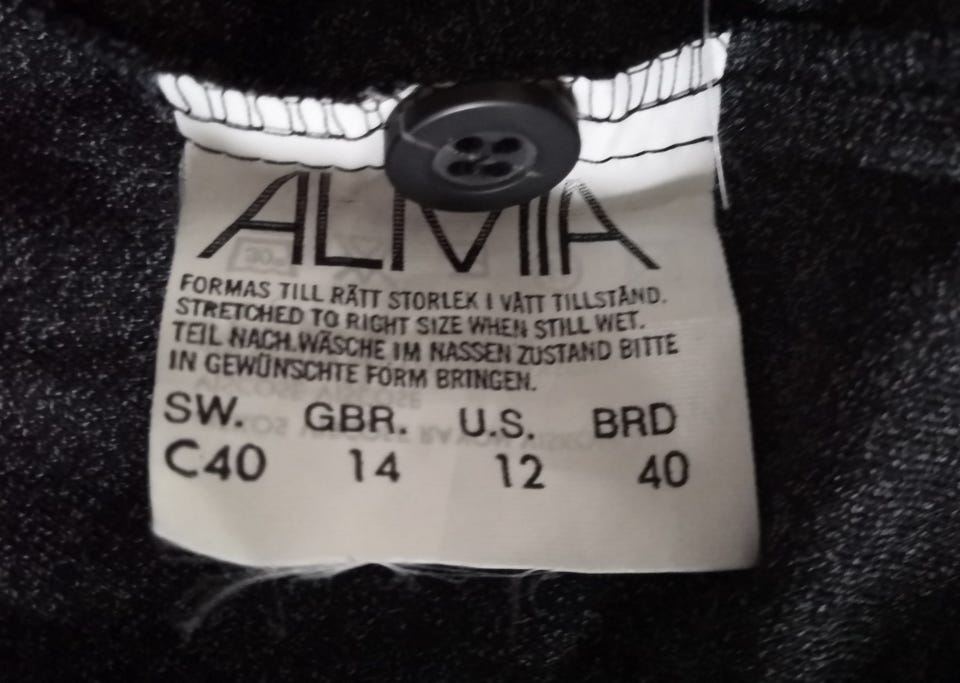 ALMIA
FORMAS TILL RÄTT STORLEK I VÅTT TILLSTÅND.
STRETCHED TO RIGHT SIZE WHEN STILL WET.
TEIL NACH WÄSCHE IM NASSEN ZUSTAND BITTE
IN GEWÜNSCHTE FORM BRINGEN.
SW. GBR. U.S. BRD
C40 14 12 40